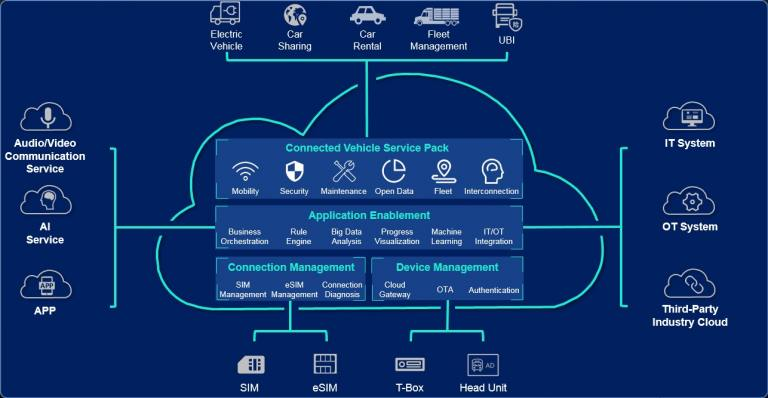 Electric
Vehicle
Car
Sharing
Car
Rental
Fleet
Management
UBI
Audio/Video
Communication
Service
AI
Service
APP
APP
Connected Vehicle Service Pack
Mobility
Security
Maintenance
Open Data
Fleet
Interconnection
Application Enablement
Business
Orchestration
Rule
Engine
Big Data
Analysis
Progress
Visualization
Machine
Learning
IT/OT
Integration
Connection Management
SIM
Management
eSIM
Management
Connection
Diagnosis
Device Management
Cloud
Gateway
OTA
Authentication
IT System
OT System
Third-Party
Industry Cloud
SIM
eSIM
T-Box
AD
Head Unit